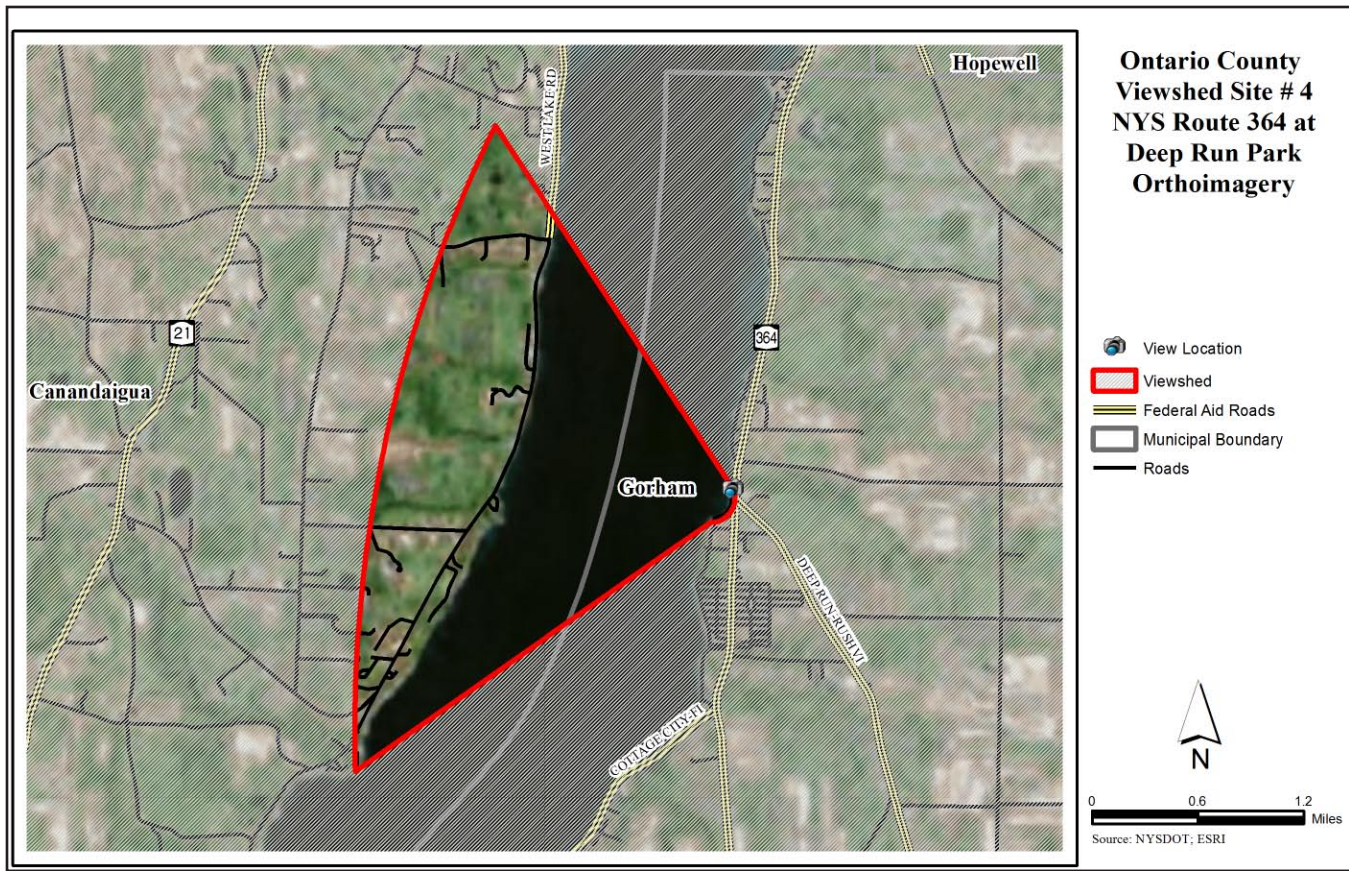 Ontario County
Viewshed Site # 4
NYS Route 364 at
Deep Run Park
Orthoimagery
Hopewell
WEST LAKE RD
21
364
Canandaigua
Gorham
DEEP RUN-RUSHVI
COTTAGE CITY-FI
View Location
Viewshed
Federal Aid Roads
Municipal Boundary
Roads
N
0 0.6 1.2
Miles
Source: NYSDOT; ESRI